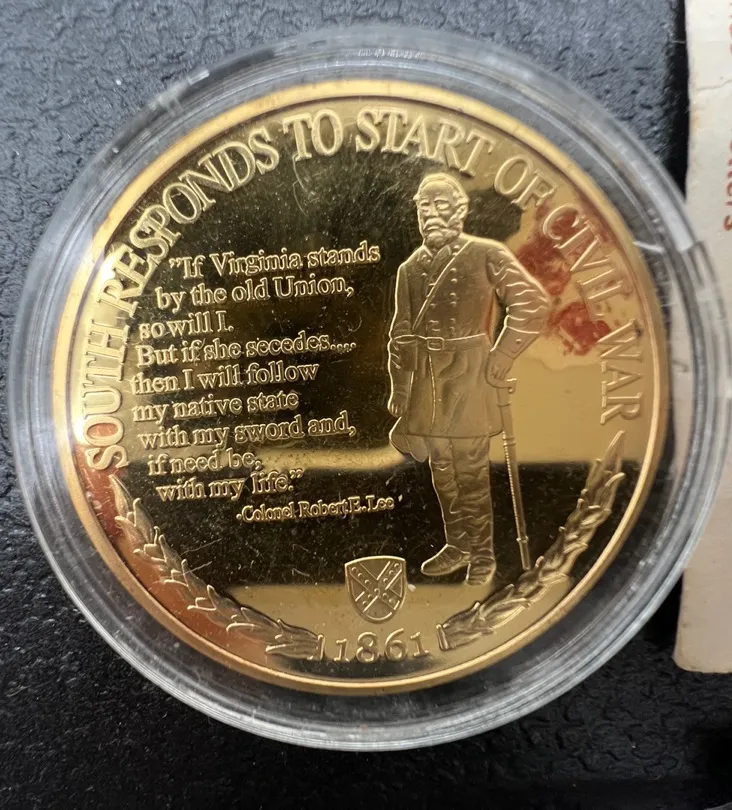 SOUTH RESPONDS TO START OF CIVIL WAR
"If Virginia stands
by the old Union,
so will I.
But if she secedes....
then I will follow
my native state
with my sword and,
if need be,
with my life."
-Colonel Robert E. Lee
1861